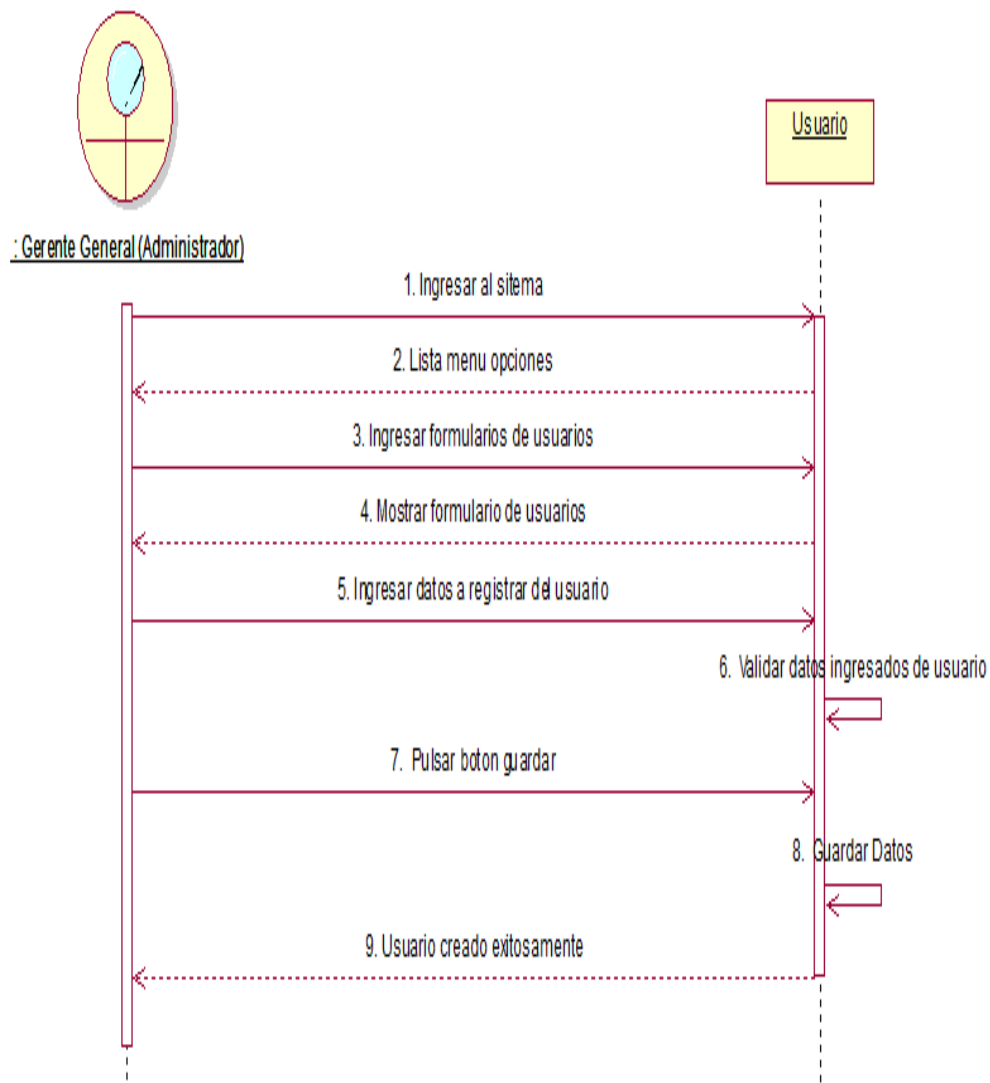 Usuario
: Gerente General (Administrador)
1. Ingresar al sitema
2. Lista menu opciones
3. Ingresar formularios de usuarios
4. Mostrar formulario de usuarios
5. Ingresar datos a registrar del usuario
6. Validar datos ingresados de usuario
7. Pulsar boton guardar
8. Guardar Datos
9. Usuario creado exitosamente